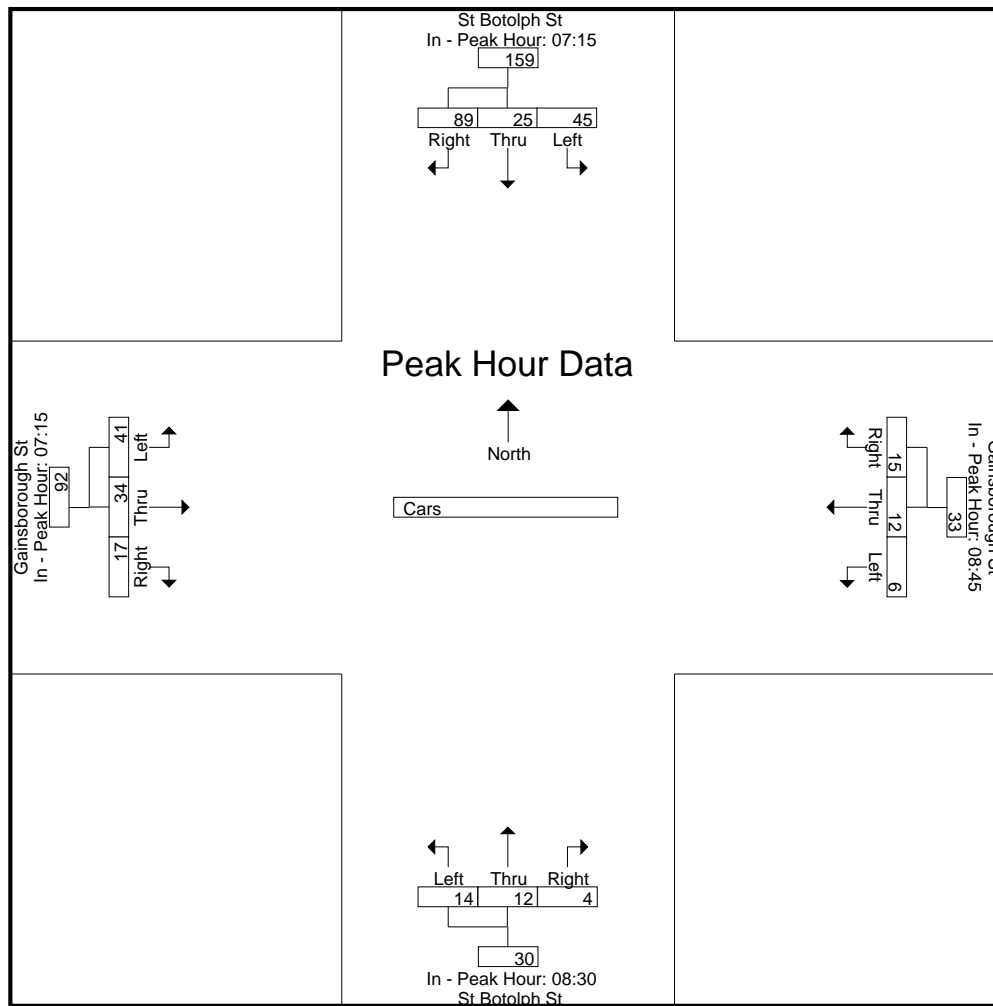 St Botolph St
In - Peak Hour: 07:15
159
89 25 45
Right Thru Left
Peak Hour Data
North
Cars
Gainsborough St
In - Peak Hour: 07:15
92
41 34 17
Left Thru Right
Gainsborough St
In - Peak Hour: 08:45
33
15 12 6
Right Thru Left
Left Thru Right
14 12 4
30
In - Peak Hour: 08:30
St Botolph St